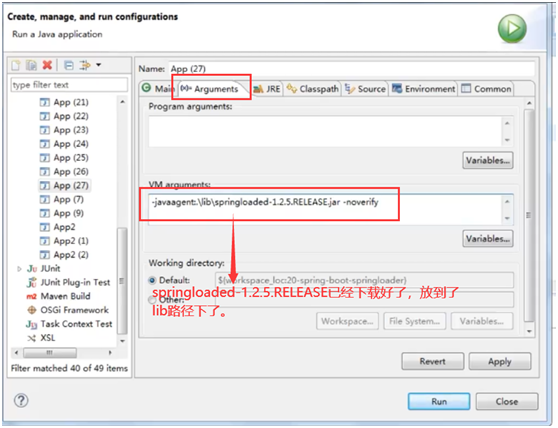 Create, manage, and run configurations
Run a Java application
type filter text
App (21)
App (22)
App (23)
App (24)
App (25)
App (26)
App (27)
App (7)
App (9)
App2
App2 (1)
App2 (2)
JUnit
JUnit Plug-in Test
Maven Build
OSGi Framework
Task Context Test
XSL
Filter matched 40 of 49 items
Name: App (27)
Main
Arguments
JRE
Classpath
Source
Environment
Common
Program arguments:
Variables...
VM arguments:
-javaagent:.\lib\springloaded-1.2.5.RELEASE.jar -noverify
Variables...
Working directory:
Default:
${workspace_loc:20-spring-boot-springloader}
Other:
springloaded-1.2.5.RELEASE已经下载好了，放到了
lib路径下了。
Workspace...
File System...
Variables...
Revert
Apply
Run
Close